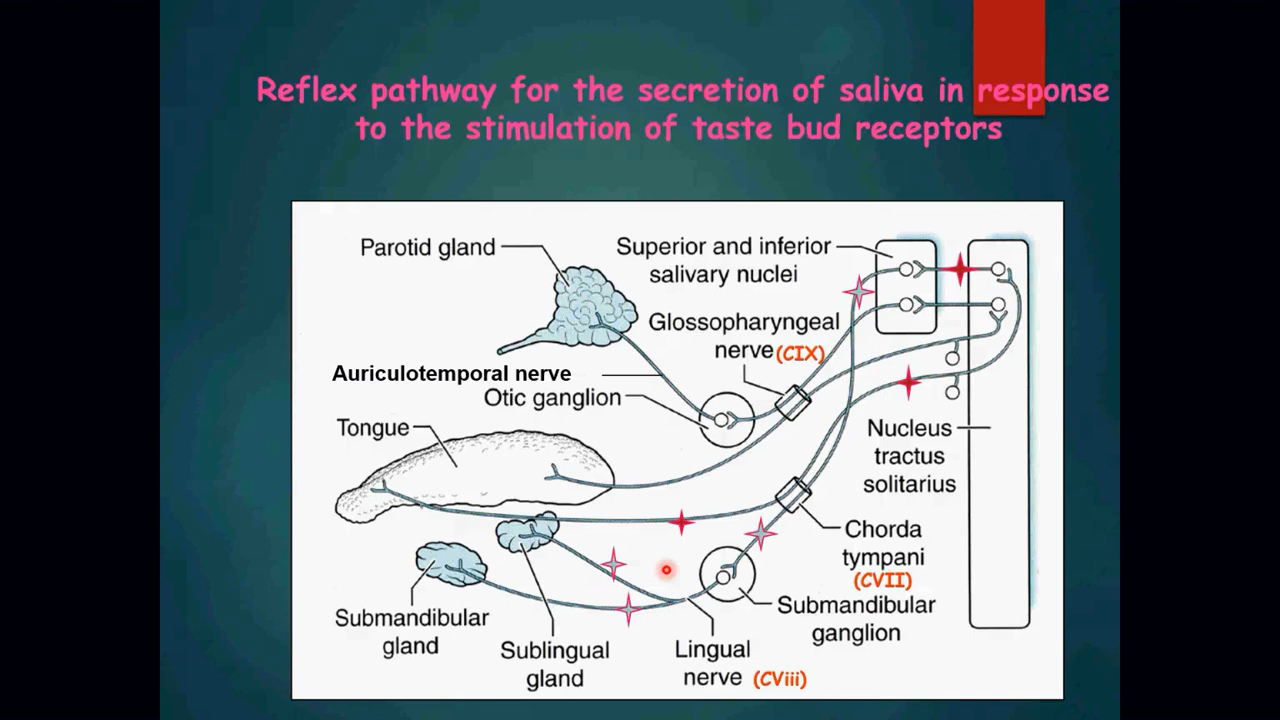 Reflex pathway for the secretion of saliva in response
to the stimulation of taste bud receptors
Parotid gland
Superior and inferior
salivary nuclei
Glossopharyngeal
nerve (CIX)
Auriculotemporal nerve
Otic ganglion
Tongue
Nucleus
tractus
solitarius
Chorda
tympani
(CVII)
Submandibular
ganglion
Submandibular
gland
Sublingual
gland
Lingual
nerve (CViii)